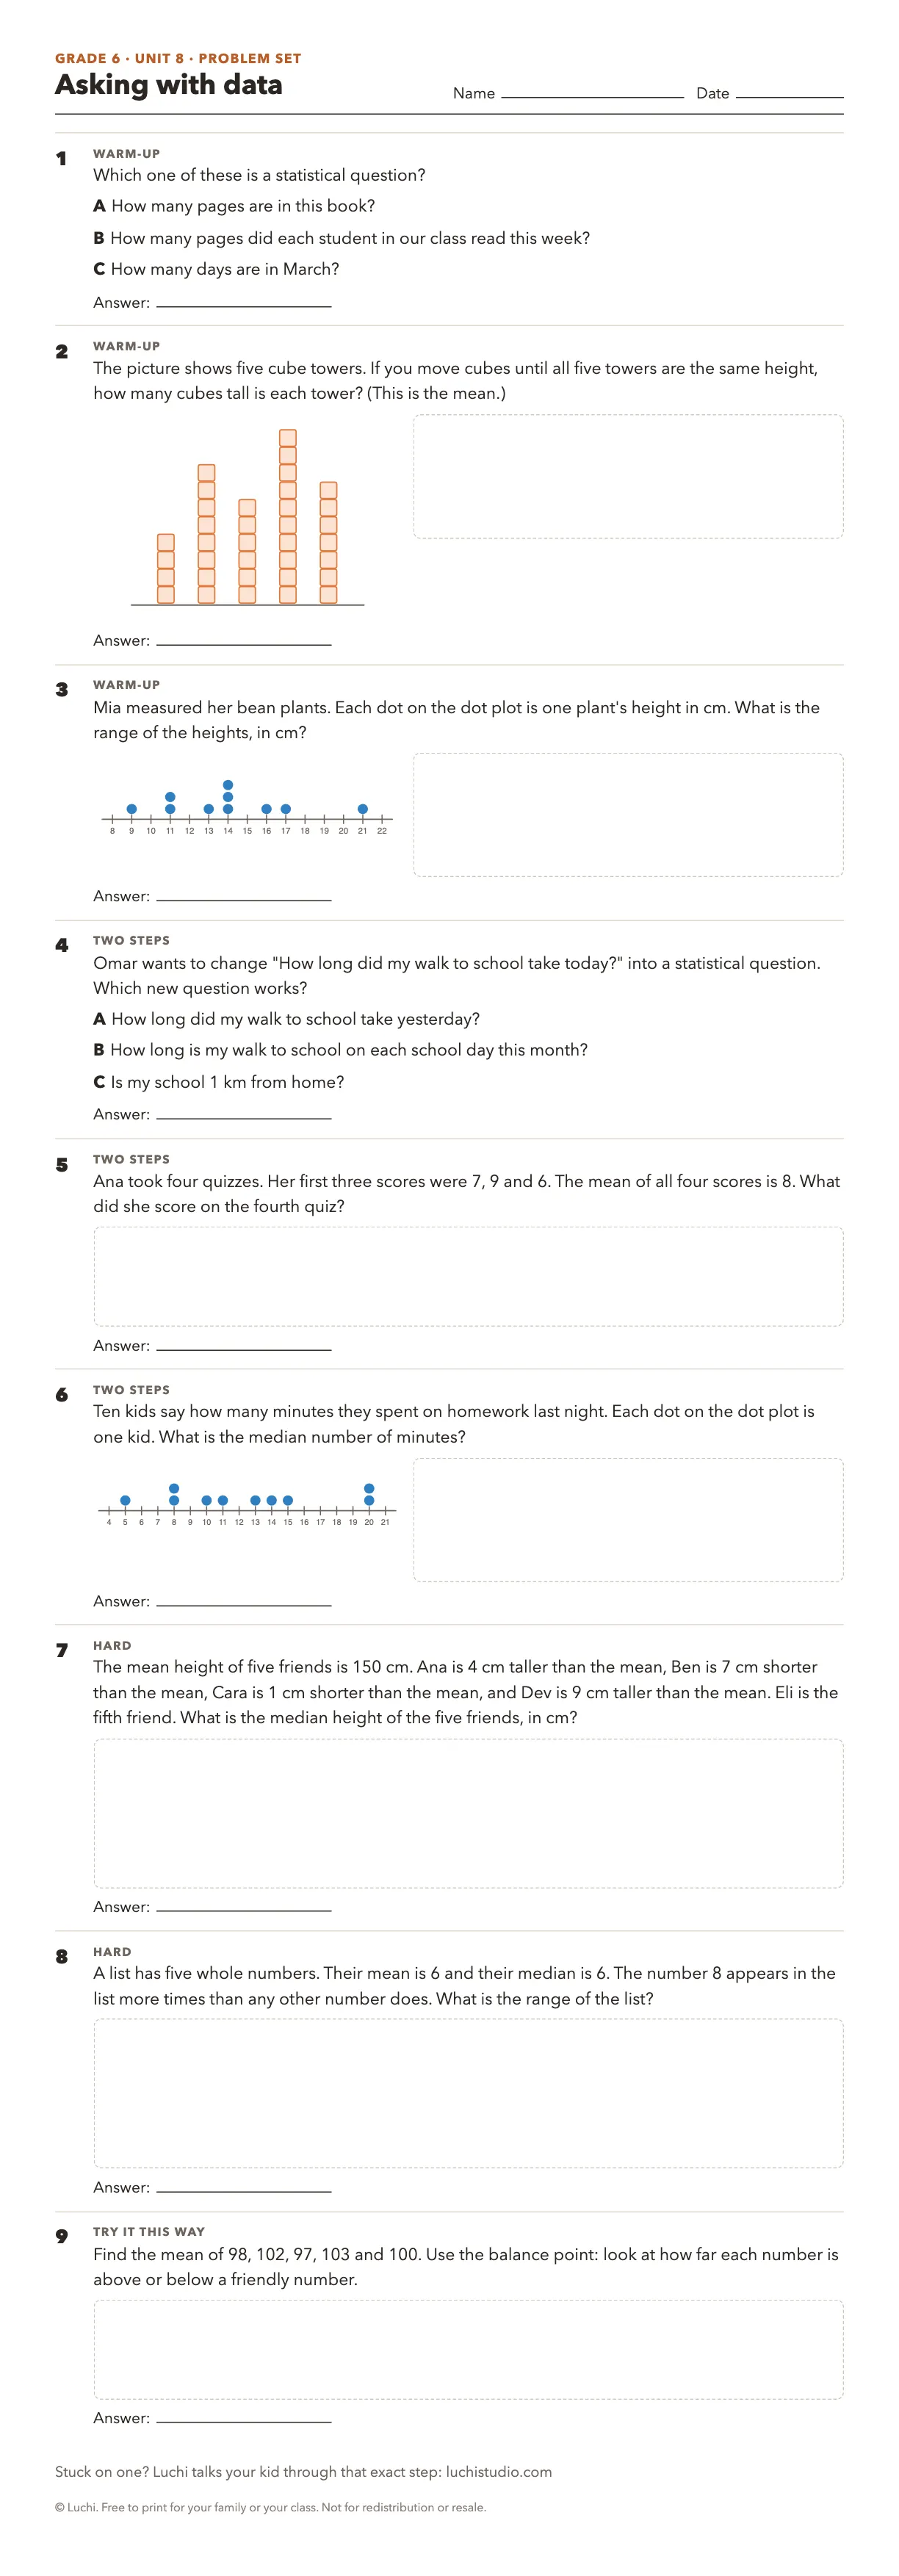 GRADE 6 · UNIT 8 · PROBLEM SET
Asking with data
Name Date
1
WARM-UP
Which one of these is a statistical question?
A How many pages are in this book?
B How many pages did each student in our class read this week?
C How many days are in March?
Answer:
2
WARM-UP
The picture shows five cube towers. If you move cubes until all five towers are the same height,
how many cubes tall is each tower? (This is the mean.)
Answer:
3
WARM-UP
Mia measured her bean plants. Each dot on the dot plot is one plant's height in cm. What is the
range of the heights, in cm?
8 9 10 11 12 13 14 15 16 17 18 19 20 21 22
Answer:
4
TWO STEPS
Omar wants to change "How long did my walk to school take today?" into a statistical question.
Which new question works?
A How long did my walk to school take yesterday?
B How long is my walk to school on each school day this month?
C Is my school 1 km from home?
Answer:
5
TWO STEPS
Ana took four quizzes. Her first three scores were 7, 9 and 6. The mean of all four scores is 8. What
did she score on the fourth quiz?
Answer:
6
TWO STEPS
Ten kids say how many minutes they spent on homework last night. Each dot on the dot plot is
one kid. What is the median number of minutes?
4 5 6 7 8 9 10 11 12 13 14 15 16 17 18 19 20 21
Answer:
7
HARD
The mean height of five friends is 150 cm. Ana is 4 cm taller than the mean, Ben is 7 cm shorter
than the mean, Cara is 1 cm shorter than the mean, and Dev is 9 cm taller than the mean. Eli is the
fifth friend. What is the median height of the five friends, in cm?
Answer:
8
HARD
A list has five whole numbers. Their mean is 6 and their median is 6. The number 8 appears in the
list more times than any other number does. What is the range of the list?
Answer:
9
TRY IT THIS WAY
Find the mean of 98, 102, 97, 103 and 100. Use the balance point: look at how far each number is
above or below a friendly number.
Answer:
Stuck on one? Luchi talks your kid through that exact step: luchistudio.com
© Luchi. Free to print for your family or your class. Not for redistribution or resale.